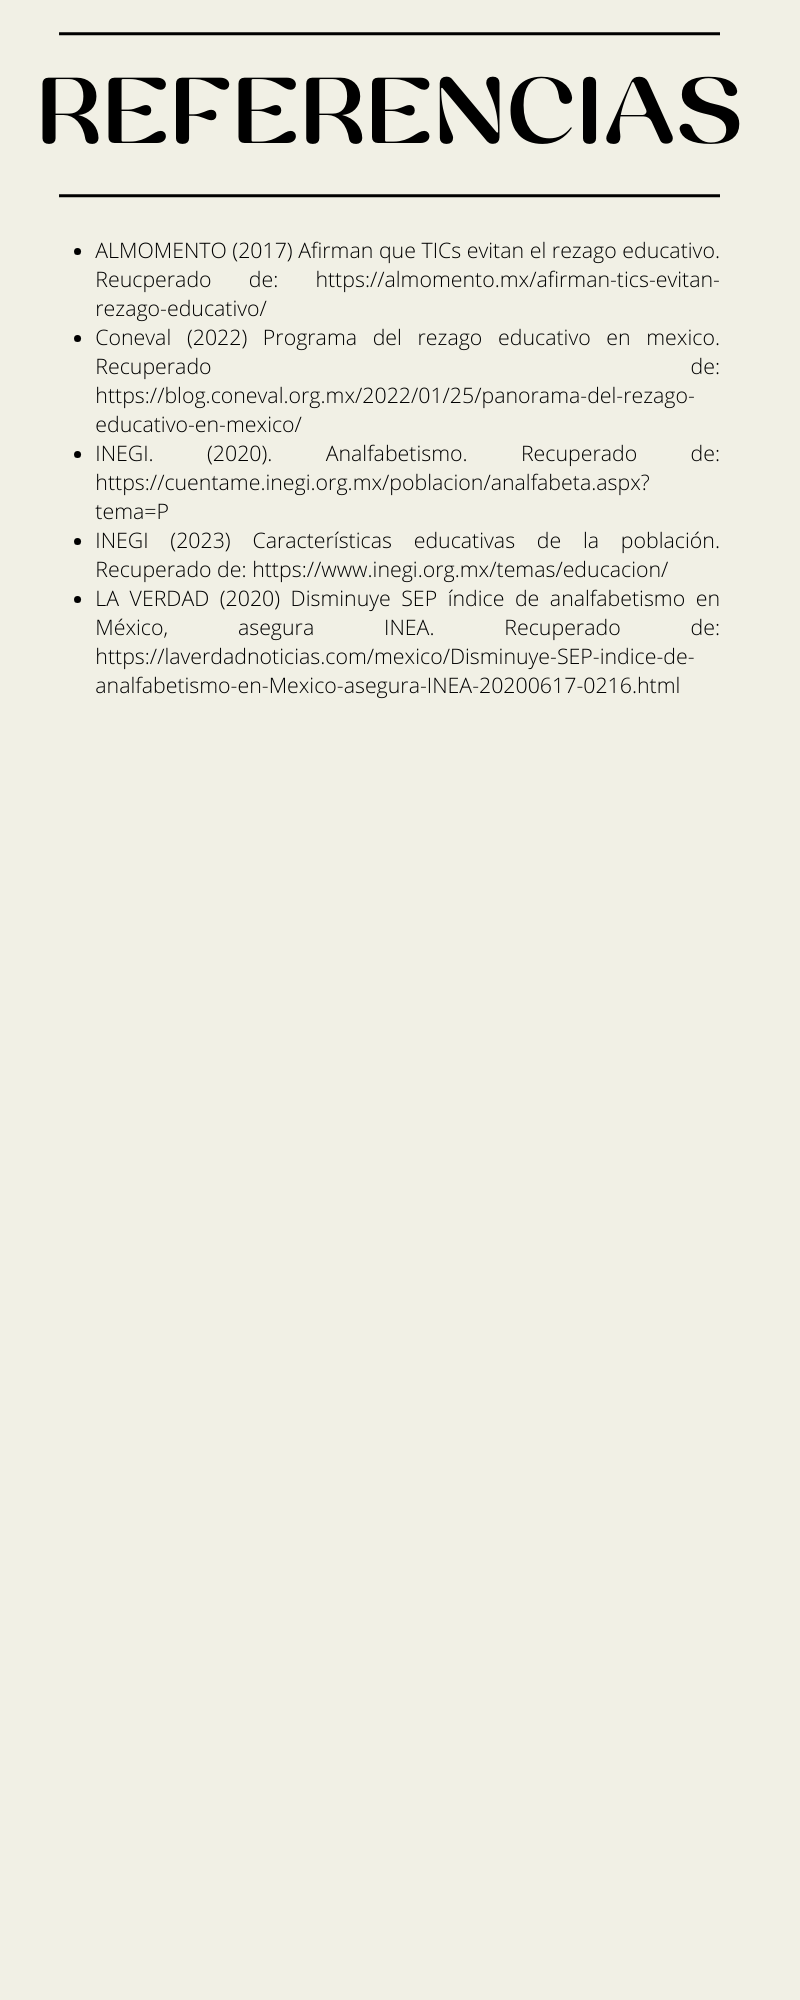 REFERENCIAS
ALMOMENTO (2017) Afirman que TICs evitan el rezago educativo.
Reucperado de: https://almomento.mx/afirman-tics-evitan-
rezago-educativo/
Coneval (2022) Programa del rezago educativo en mexico.
Recuperado de:
https://blog.coneval.org.mx/2022/01/25/panorama-del-rezago-
educativo-en-mexico/
INEGI. (2020). Analfabetismo. Recuperado de:
https://cuentame.inegi.org.mx/poblacion/analfabeta.aspx?
tema=P
INEGI (2023) Características educativas de la población.
Recuperado de: https://www.inegi.org.mx/temas/educacion/
LA VERDAD (2020) Disminuye SEP índice de analfabetismo en
México, asegura INEA. Recuperado de:
https://laverdadnoticias.com/mexico/Disminuye-SEP-indice-de-
analfabetismo-en-Mexico-asegura-INEA-20200617-0216.html